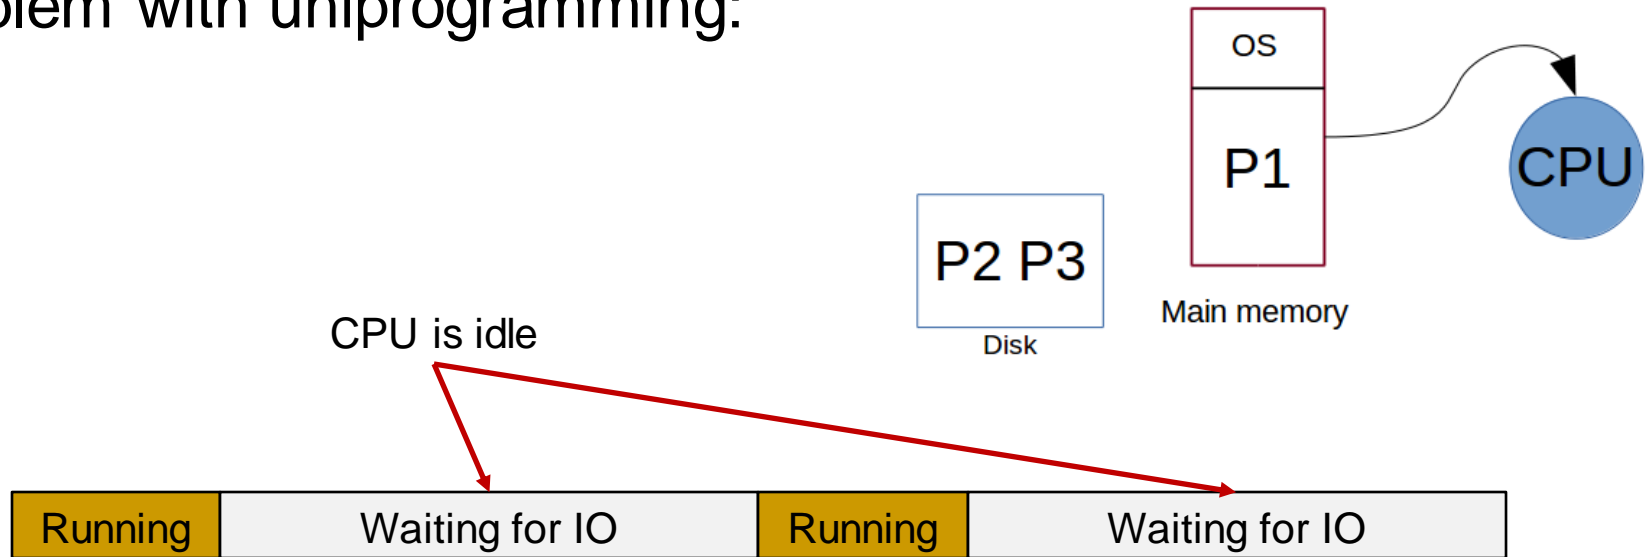 with uniprogramming:
OS
P1
CPU
P2 P3
Main memory
Disk
CPU is idle
Running
Waiting for IO
Running
Waiting for IO